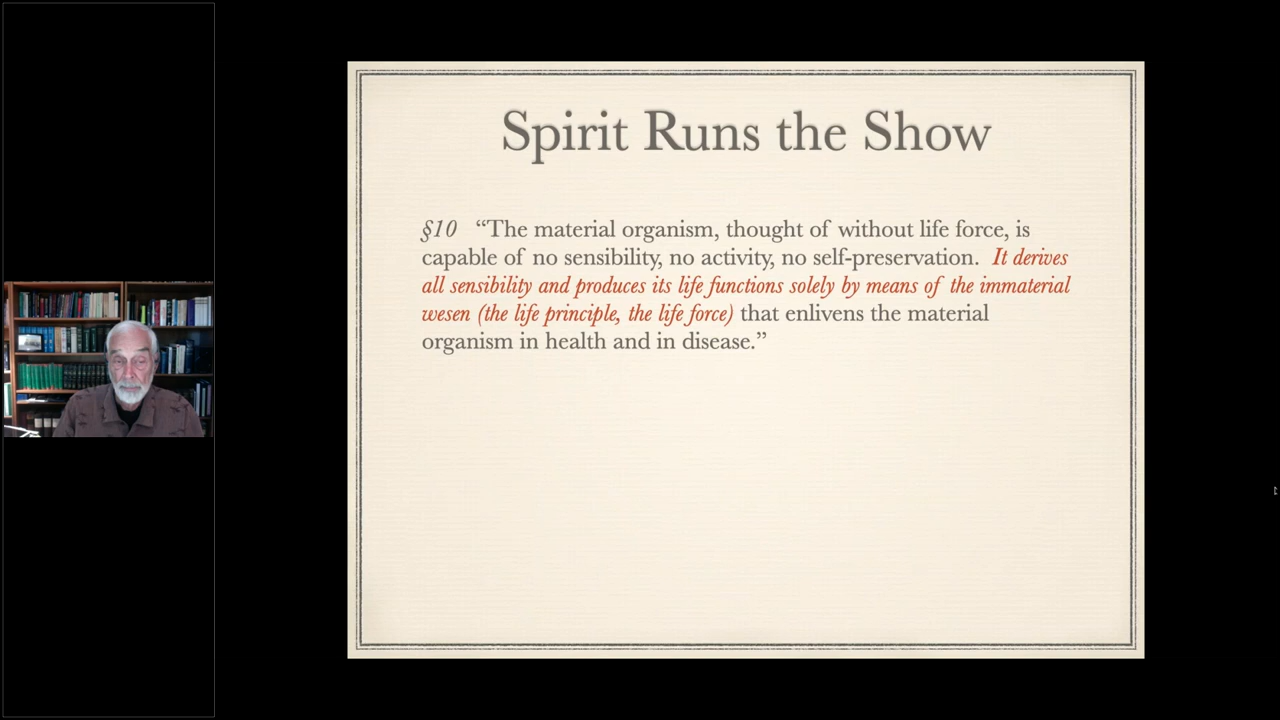 Spirit Runs the Show
§10 “The material organism, thought of without life force, is
capable of no sensibility, no activity, no self-preservation. It derives
all sensibility and produces its life functions solely by means of the immaterial
wesen (the life principle, the life force) that enlivens the material
organism in health and in disease.”